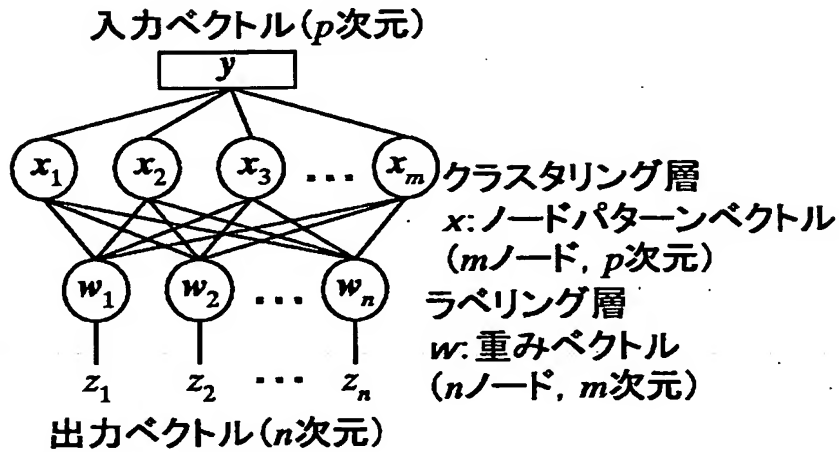 入力ベクトル(p次元)
y
x1 x2 x3 ・・・ xm
クラスタリング層
x:ノードパターンベクトル
(mノード, p次元)
w1 w2 ・・・ wn
ラベリング層
w:重みベクトル
(nノード, m次元)
z1 z2 ・・・ zn
出力ベクトル(n次元)